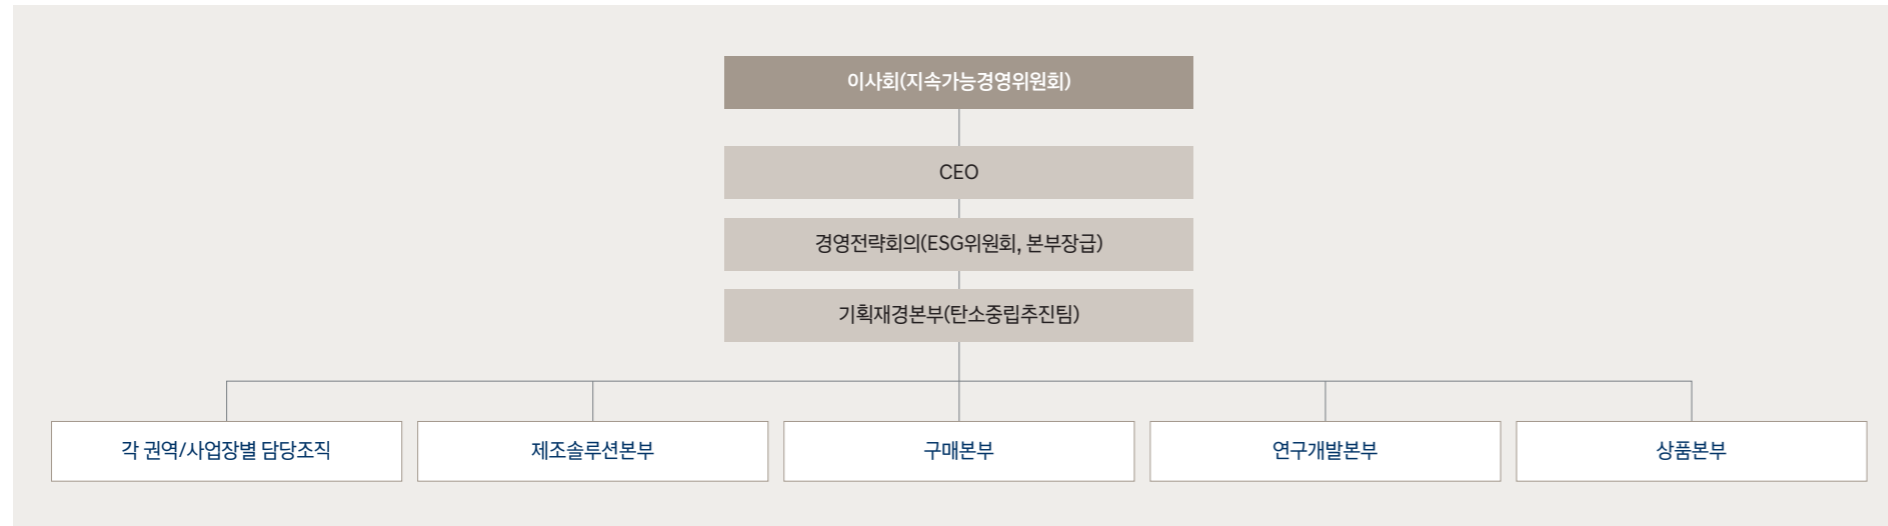 이사회(지속가능경영위원회)
CEO
경영전략회의(ESG위원회, 본부장급)
기획재경본부(탄소중립추진팀)
각 권역/사업장별 담당조직
제조솔루션본부
구매본부
연구개발본부
상품본부